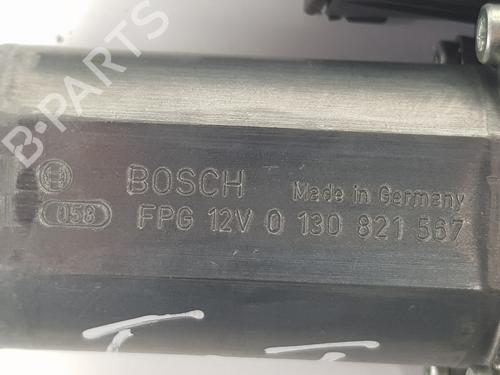 B-PARTS
BOSCH Made in Germany
058 FPG 12V 0 130 821 567